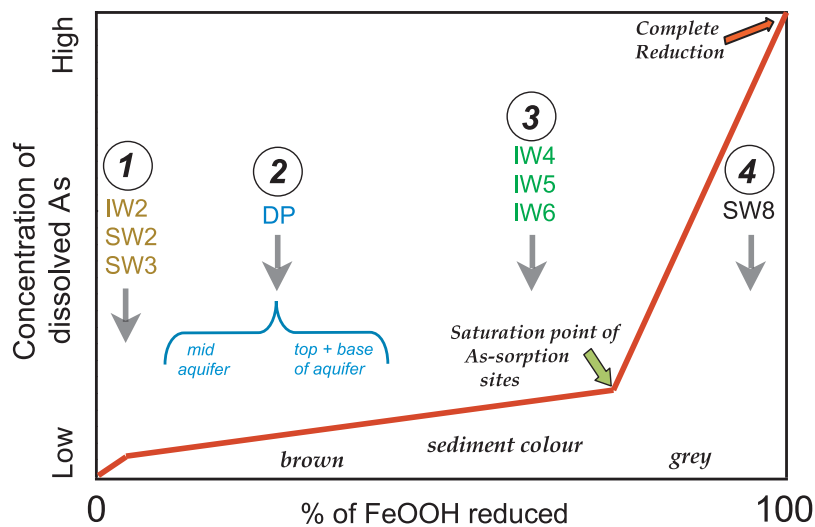 High
Concentration of
dissolved As
Low
Complete
Reduction
1
IW2
SW2
SW3
2
DP
mid
aquifer
top + base
of aquifer
3
IW4
IW5
IW6
4
SW8
Saturation point of
As-sorption
sites
sediment colour
brown
grey
0
% of FeOOH reduced
100